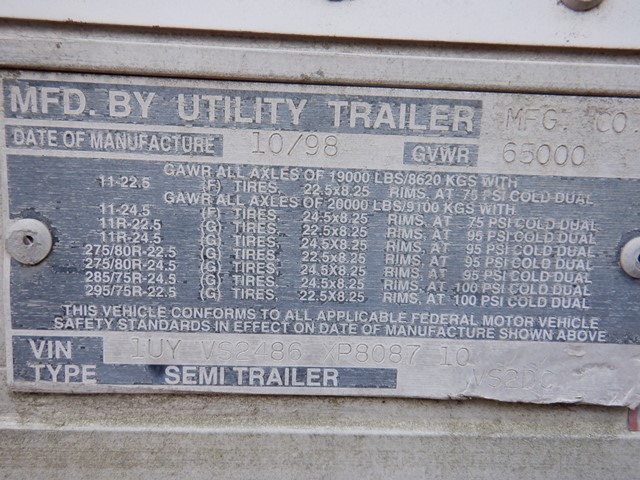 MFD. BY UTILITY TRAILER MFG. CO.
DATE OF MANUFACTURE 10/98 GVWR 65000
GAWR ALL AXLES OF 19000 LBS/8620 KGS WITH
11-22.5 (F) TIRES, 22.5x8.25 RIMS, AT 75 PSI COLD DUAL
GAWR ALL AXLES OF 20000 LBS/9100 KGS WITH
11-24.5 (F) TIRES, 24.5x8.25 RIMS, AT 75 PSI COLD DUAL
11R-22.5 (G) TIRES, 22.5x8.25 RIMS, AT 95 PSI COLD DUAL
11R-24.5 (G) TIRES, 24.5x8.25 RIMS, AT 95 PSI COLD DUAL
275/80R-22.5 (G) TIRES, 22.5x8.25 RIMS, AT 95 PSI COLD DUAL
275/80R-24.5 (G) TIRES, 24.5x8.25 RIMS, AT 95 PSI COLD DUAL
285/75R-24.5 (G) TIRES, 24.5x8.25 RIMS, AT 100 PSI COLD DUAL
295/75R-22.5 (G) TIRES, 22.5x8.25 RIMS, AT 100 PSI COLD DUAL
THIS VEHICLE CONFORMS TO ALL APPLICABLE FEDERAL MOTOR VEHICLE
SAFETY STANDARDS IN EFFECT ON DATE OF MANUFACTURE SHOWN ABOVE
VIN 1UY VS2486 XP8087 10
TYPE SEMI TRAILER